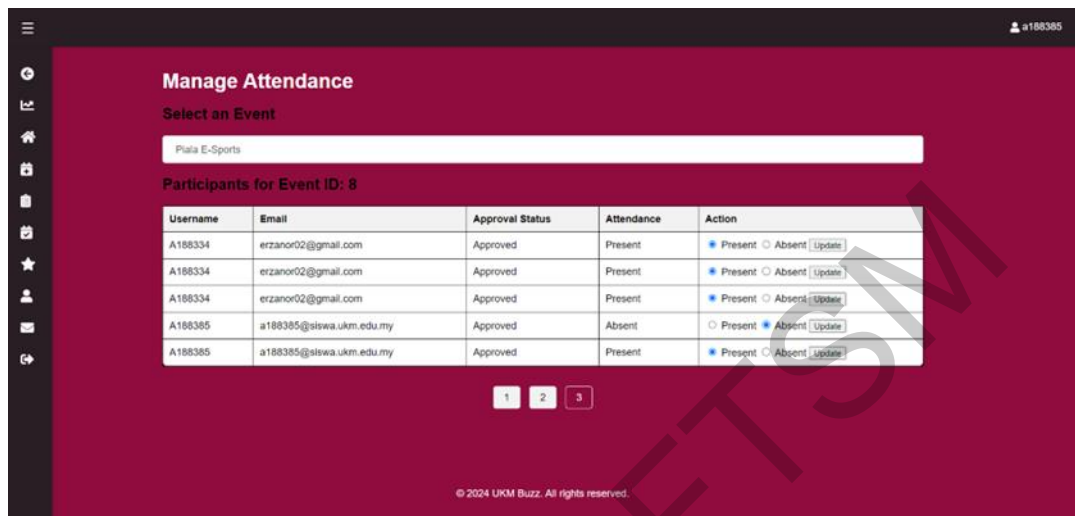 a188385
Manage Attendance
Select an Event
Piala E-Sports
Participants for Event ID: 8
Username Email Approval Status Attendance Action
A188334 erzanor02@gmail.com Approved Present Present Absent Update
A188334 erzanor02@gmail.com Approved Present Present Absent Update
A188334 erzanor02@gmail.com Approved Present Present Absent Update
A188385 a188385@siswa.ukm.edu.my Approved Absent Present Absent Update
A188385 a188385@siswa.ukm.edu.my Approved Present Present Absent Update
1 2 3
© 2024 UKM Buzz. All rights reserved.
FTSM